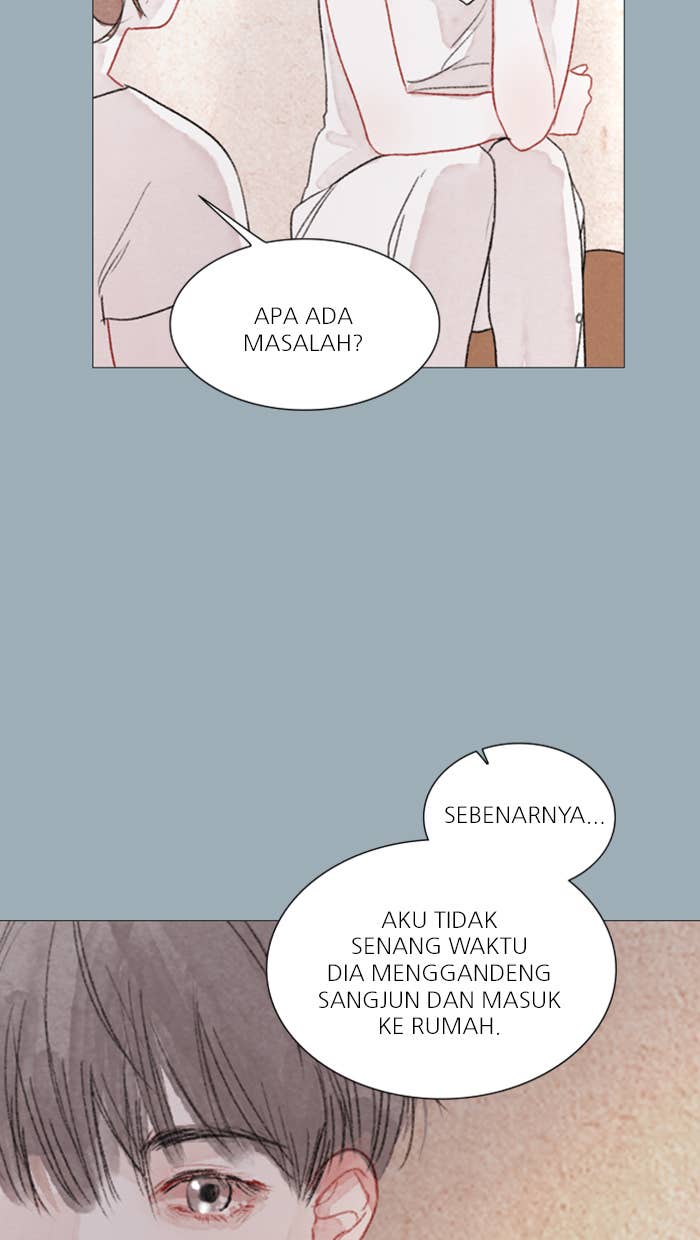 APA ADA
MASALAH?
SEBENARNYA...
AKU TIDAK
SENANG WAKTU
DIA MENGGANDENG
SANGJUN DAN MASUK
KE RUMAH.